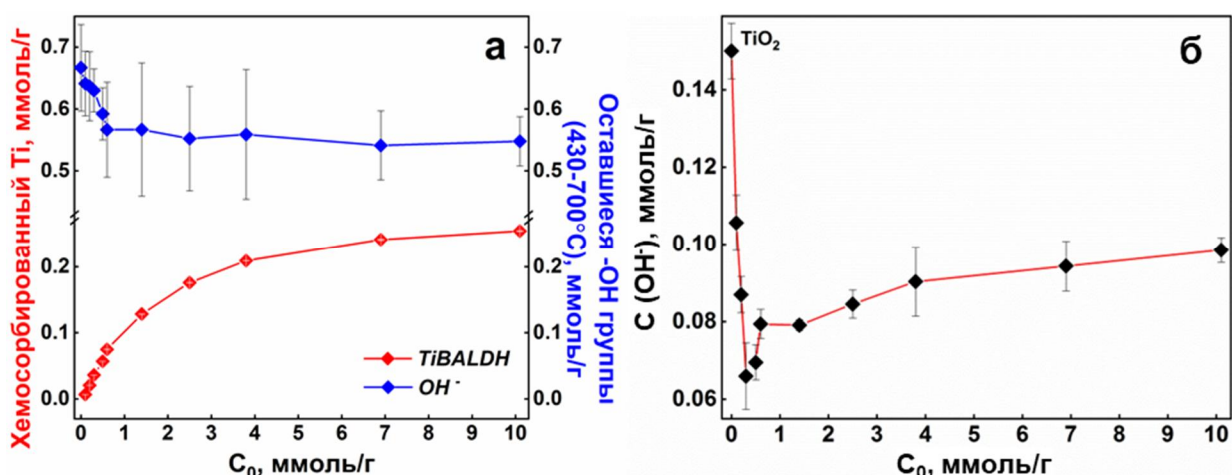 Хемосорбированный Ti, ммоль/г
0.7
0.6
0.5
0.2
0.1
0.0
а
TiBALDH
OH -
0 1 2 3 4 5 6 7 8 9 10
C0, ммоль/г
0.7
0.6
0.5
0.2
0.1
0.0
Оставшиеся -ОН группы
(430-700°С), ммоль/г
C (OH-), ммоль/г
0.14
0.12
0.10
0.08
0.06
TiO2
б
0 1 2 3 4 5 6 7 8 9 10
C0, ммоль/г